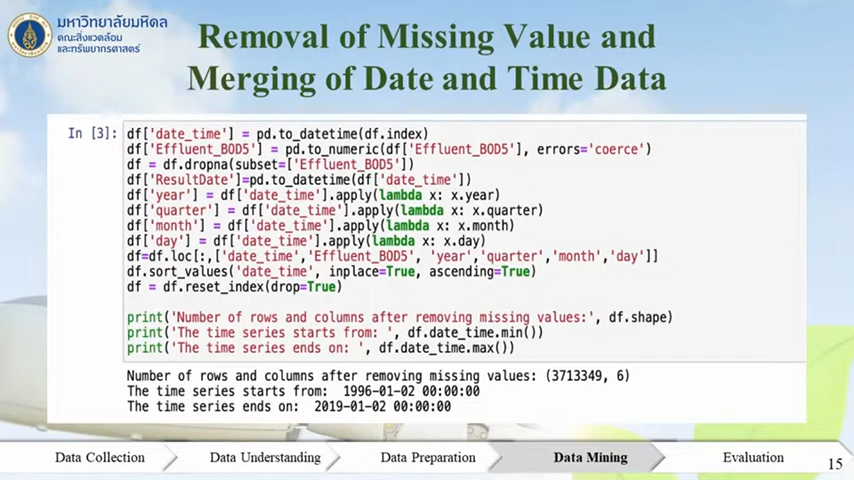 มหาวิทยาลัยมหิดล
คณะสิ่งแวดล้อม
และทรัพยากรศาสตร์
Removal of Missing Value and
Merging of Date and Time Data
In [3]: df['date_time'] = pd.to_datetime(df.index)
df['Effluent_BOD5'] = pd.to_numeric(df['Effluent_BOD5'], errors='coerce')
df = df.dropna(subset=['Effluent_BOD5'])
df['ResultDate']=pd.to_datetime(df['date_time'])
df['year'] = df['date_time'].apply(lambda x: x.year)
df['quarter'] = df['date_time'].apply(lambda x: x.quarter)
df['month'] = df['date_time'].apply(lambda x: x.month)
df['day'] = df['date_time'].apply(lambda x: x.day)
df=df.loc[:,['date_time','Effluent_BOD5', 'year','quarter','month','day']]
df.sort_values('date_time', inplace=True, ascending=True)
df = df.reset_index(drop=True)
print('Number of rows and columns after removing missing values:', df.shape)
print('The time series starts from: ', df.date_time.min())
print('The time series ends on: ', df.date_time.max())
Number of rows and columns after removing missing values: (3713349, 6)
The time series starts from:  1996-01-02 00:00:00
The time series ends on:  2019-01-02 00:00:00
Data Collection Data Understanding Data Preparation Data Mining Evaluation 15